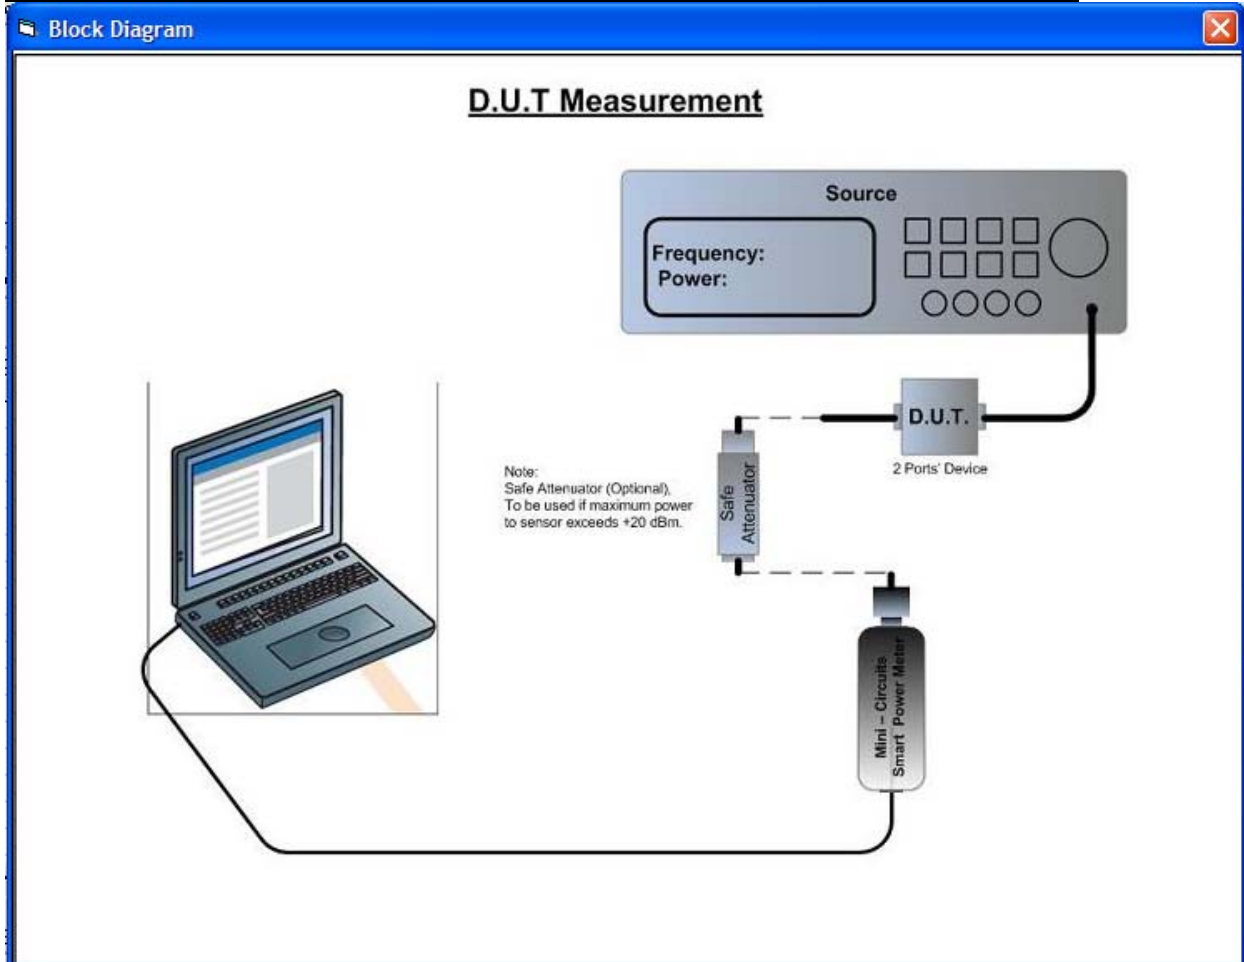 Block Diagram
D.U.T Measurement
Source
Frequency:
Power:
D.U.T.
2 Ports' Device
Note:
Safe Attenuator (Optional),
To be used if maximum power
to sensor exceeds +20 dBm.
Safe
Attenuator
Mini – Circuits
Smart Power Meter